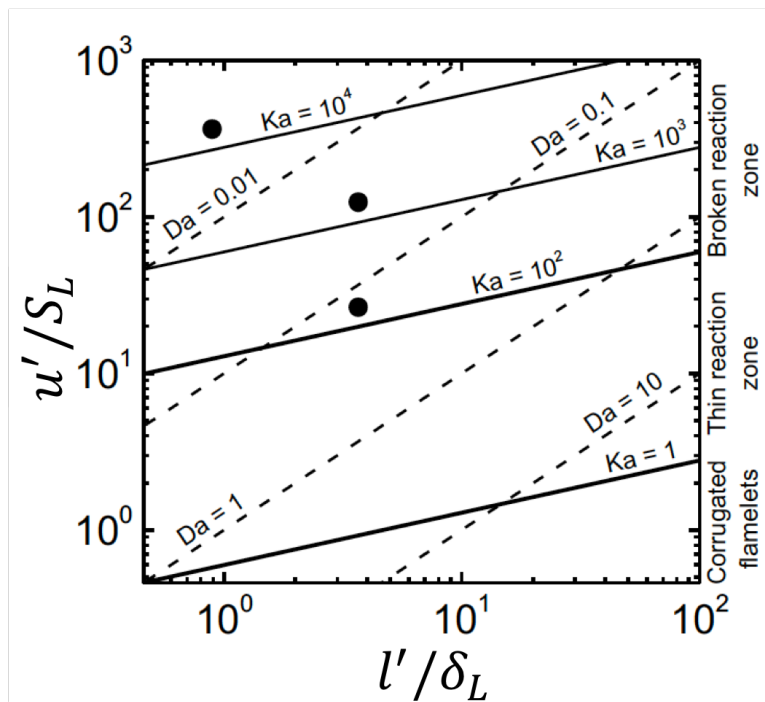 10³
10²
10¹
10⁰
u′/S_L
Ka = 10⁴
Da = 0.01
Da = 0.1
Ka = 10³
Ka = 10²
Da = 10
Ka = 1
Da = 1
Broken reaction
zone
Thin reaction
zone
Corrugated
flamelets
10⁰
10¹
10²
l′/δ_L